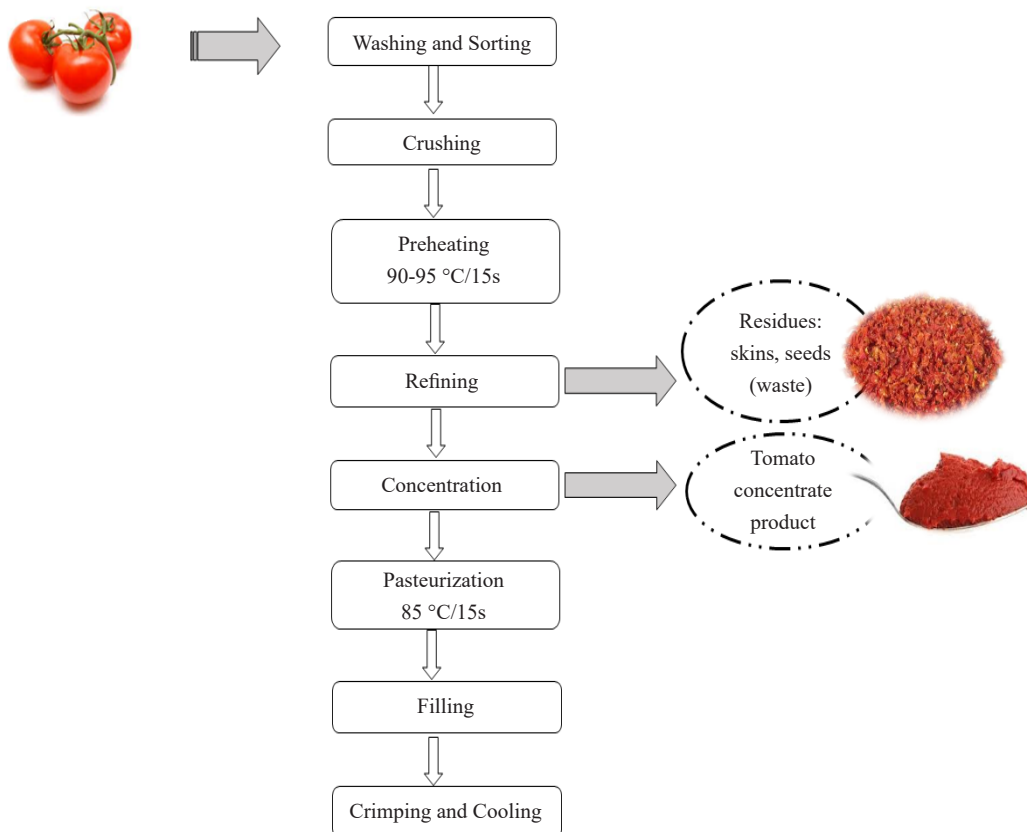 Washing and Sorting
Crushing
Preheating
90-95 °C/15s
Refining
Residues:
skins, seeds
(waste)
Concentration
Tomato
concentrate
product
Pasteurization
85 °C/15s
Filling
Crimping and Cooling